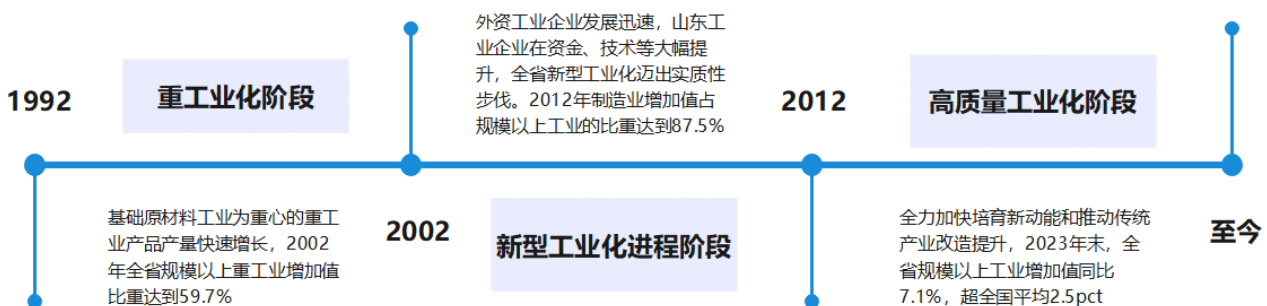 1992
重工业化阶段
基础原材料工业为重心的重工
业产品产量快速增长，2002
年全省规模以上重工业增加值
比重达到59.7%
外资工业企业发展迅速，山东工
业企业在资金、技术等大幅提
升，全省新型工业化迈出实质性
步伐。2012年制造业增加值占
规模以上工业的比重达到87.5%
2002
新型工业化进程阶段
2012
高质量工业化阶段
全力加快培育新动能和推动传统
产业改造提升，2023年末，全
省规模以上工业增加值同比
7.1%，超全国平均2.5pct
至今